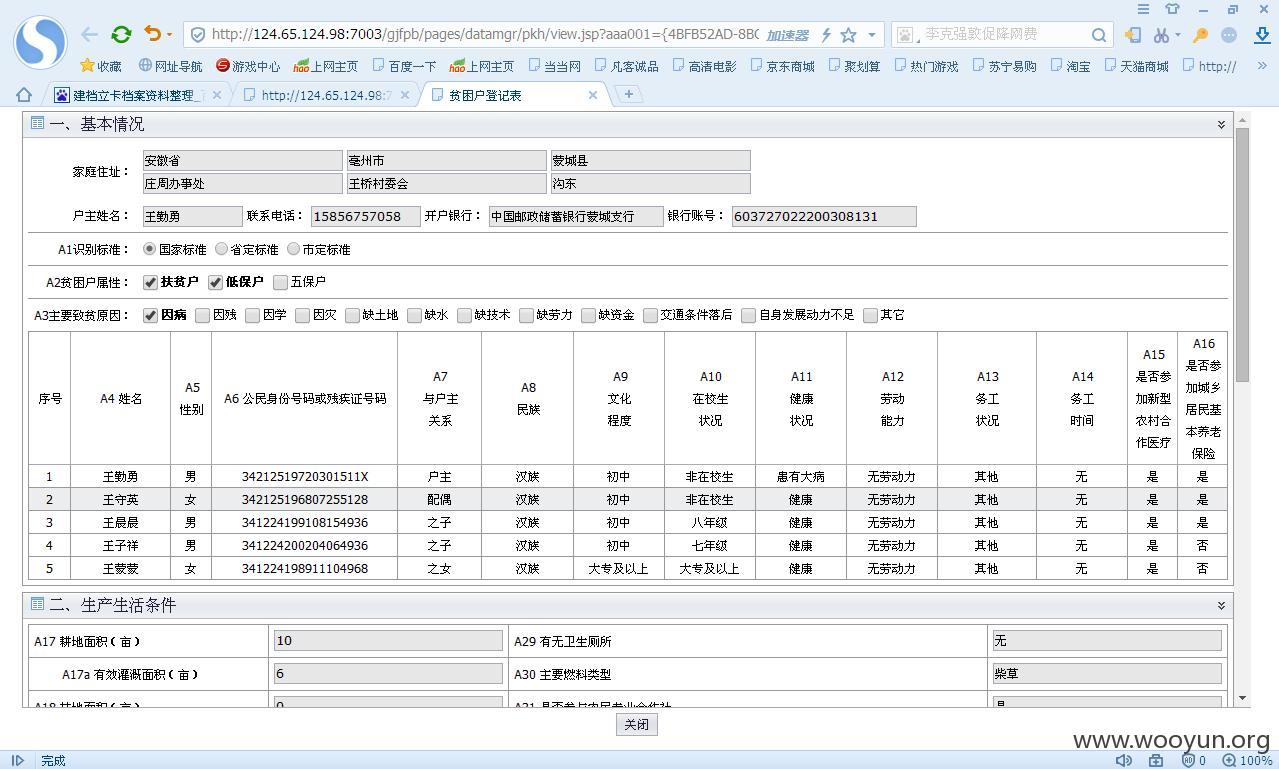 http://124.65.124.98:7003/gjfpb/pages/datamgr/pkh/view.jsp?aaa001={4BFB52AD-8B 加速器 李克强敦促降网费
收藏 网址导航 游戏中心 上网主页 百度一下 上网主页 当当网 凡客诚品 高清电影 京东商城 聚划算 热门游戏 苏宁易购 淘宝 天猫商城 http://
建档立卡档案资料整理_ http://124.65.124.98:7 贫困户登记表
一、基本情况
家庭住址： 安徽省 亳州市 蒙城县
庄周办事处 王桥村委会 沟东
户主姓名： 王勤勇 联系电话： 15856757058 开户银行： 中国邮政储蓄银行蒙城支行 银行账号： 603727022200308131
A1识别标准： 国家标准 省定标准 市定标准
A2贫困户属性： 扶贫户 低保户 五保户
A3主要致贫原因： 因病 因残 因学 因灾 缺土地 缺水 缺技术 缺劳力 缺资金 交通条件落后 自身发展动力不足 其它
序号 A4 姓名 A5 性别 A6 公民身份号码或残疾证号码 A7 与户主关系 A8 民族 A9 文化程度 A10 在校生状况 A11 健康状况 A12 劳动能力 A13 务工状况 A14 务工时间 A15 是否参加新型农村合作医疗 A16 是否参加城乡居民基本养老保险
1 王勤勇 男 34212519720301511X 户主 汉族 初中 非在校生 患有大病 无劳动力 其他 无 是 是
2 王守英 女 342125196807255128 配偶 汉族 初中 非在校生 健康 无劳动力 其他 无 是 是
3 王晨晨 男 341224199108154936 之子 汉族 初中 八年级 健康 无劳动力 其他 无 是 是
4 王子祥 男 341224200204064936 之子 汉族 初中 七年级 健康 无劳动力 其他 无 是 否
5 王蒙蒙 女 341224198911104968 之女 汉族 大专及以上 大专及以上 健康 无劳动力 其他 无 是 否
二、生产生活条件
A17 耕地面积（亩） 10 A29 有无卫生厕所 无
A17a 有效灌溉面积（亩） 6 A30 主要燃料类型 柴草
关闭
www.wooyun.org
完成 0 100%